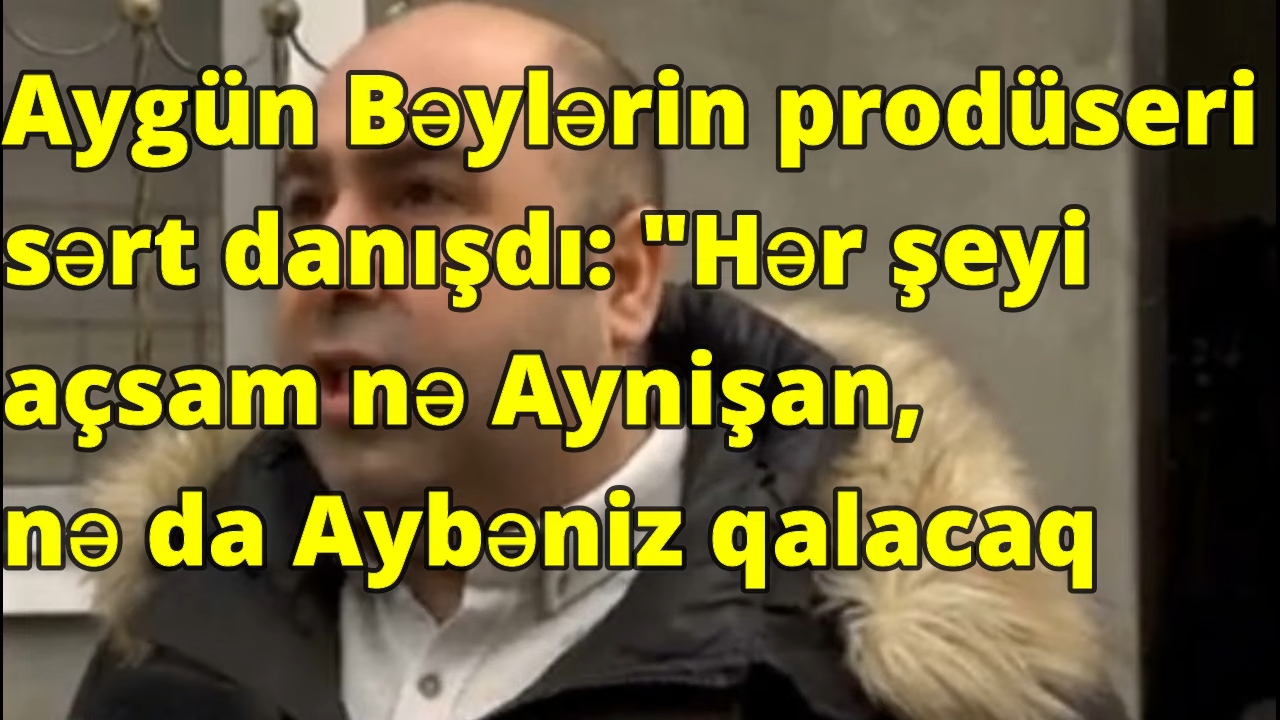 Aygün Bəylərin prodüseri
sərt danışdı: "Hər şeyi
açsam nə Aynişan,
nə da Aybəniz qalacaq